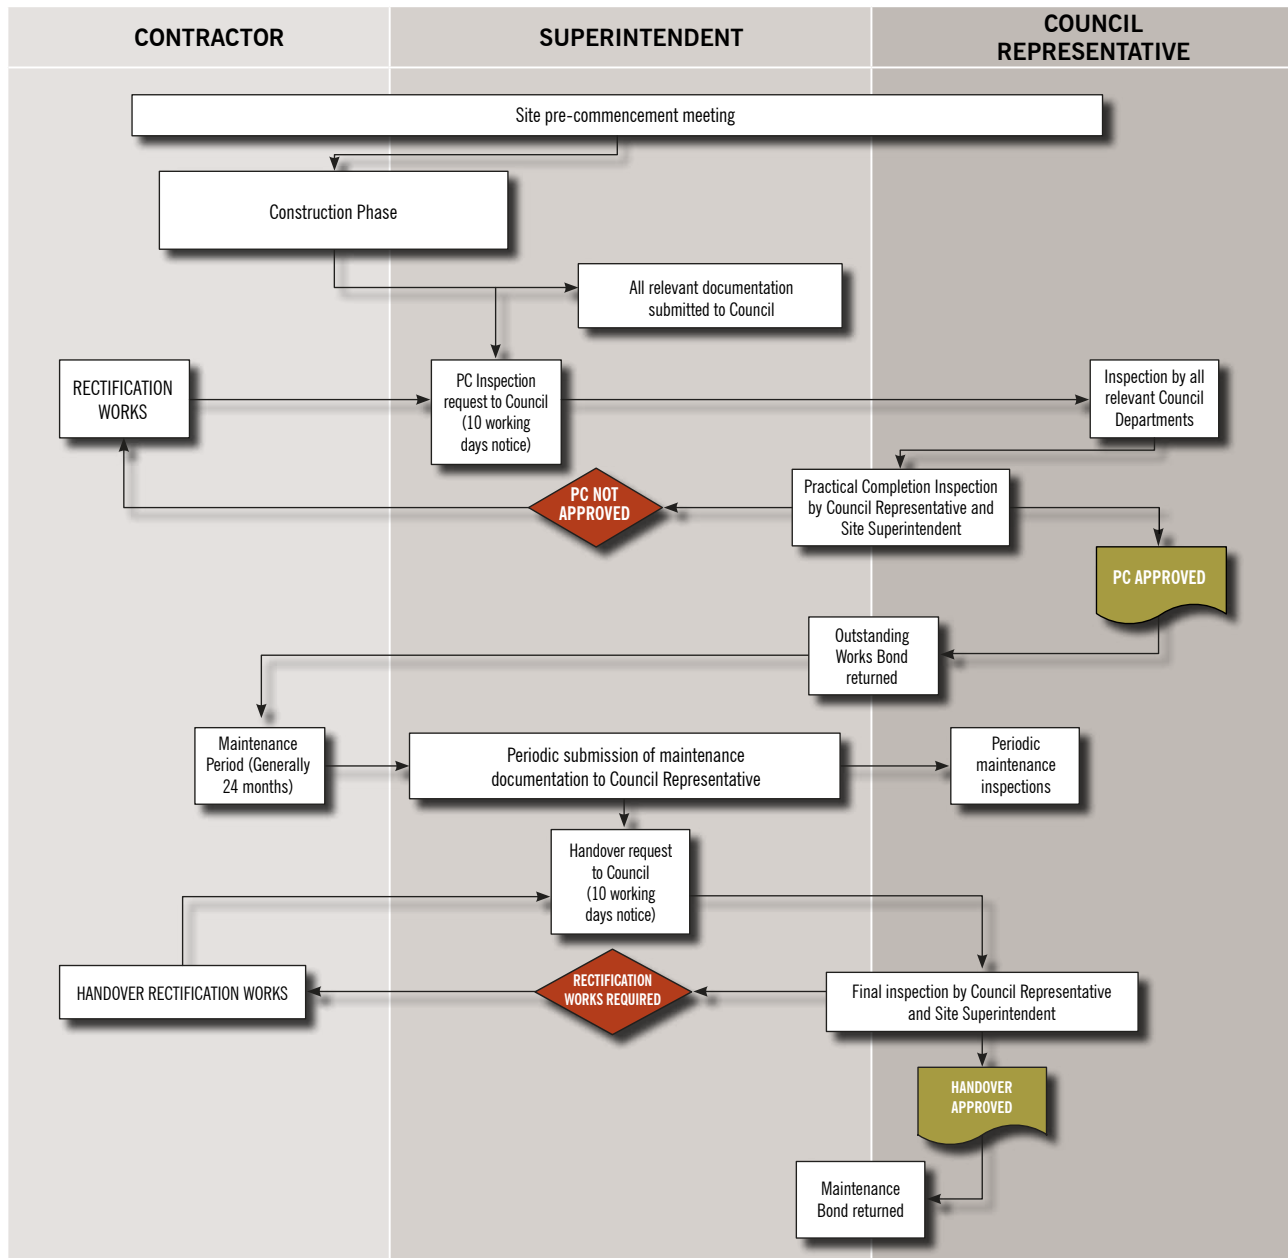 CONTRACTOR
SUPERINTENDENT
COUNCIL
REPRESENTATIVE
Site pre-commencement meeting
Construction Phase
All relevant documentation
submitted to Council
RECTIFICATION
WORKS
PC Inspection
request to Council
(10 working
days notice)
Inspection by all
relevant Council
Departments
PC NOT
APPROVED
Practical Completion Inspection
by Council Representative and
Site Superintendent
PC APPROVED
Outstanding
Works Bond
returned
Maintenance
Period (Generally
24 months)
Periodic submission of maintenance
documentation to Council Representative
Periodic
maintenance
inspections
Handover request
to Council
(10 working
days notice)
HANDOVER RECTIFICATION WORKS
RECTIFICATION
WORKS REQUIRED
Final inspection by Council Representative
and Site Superintendent
HANDOVER
APPROVED
Maintenance
Bond returned